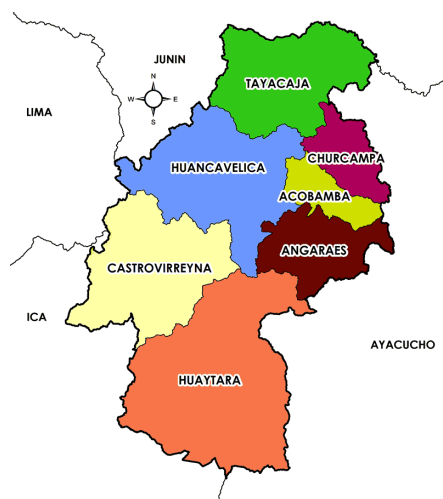 JUNIN
TAYACAJA
N
W E
S
LIMA
CHURCAMPA
HUANCAVELICA
ACOBAMBA
ANGARAES
CASTROVIRREYNA
ICA
AYACUCHO
HUAYTARA